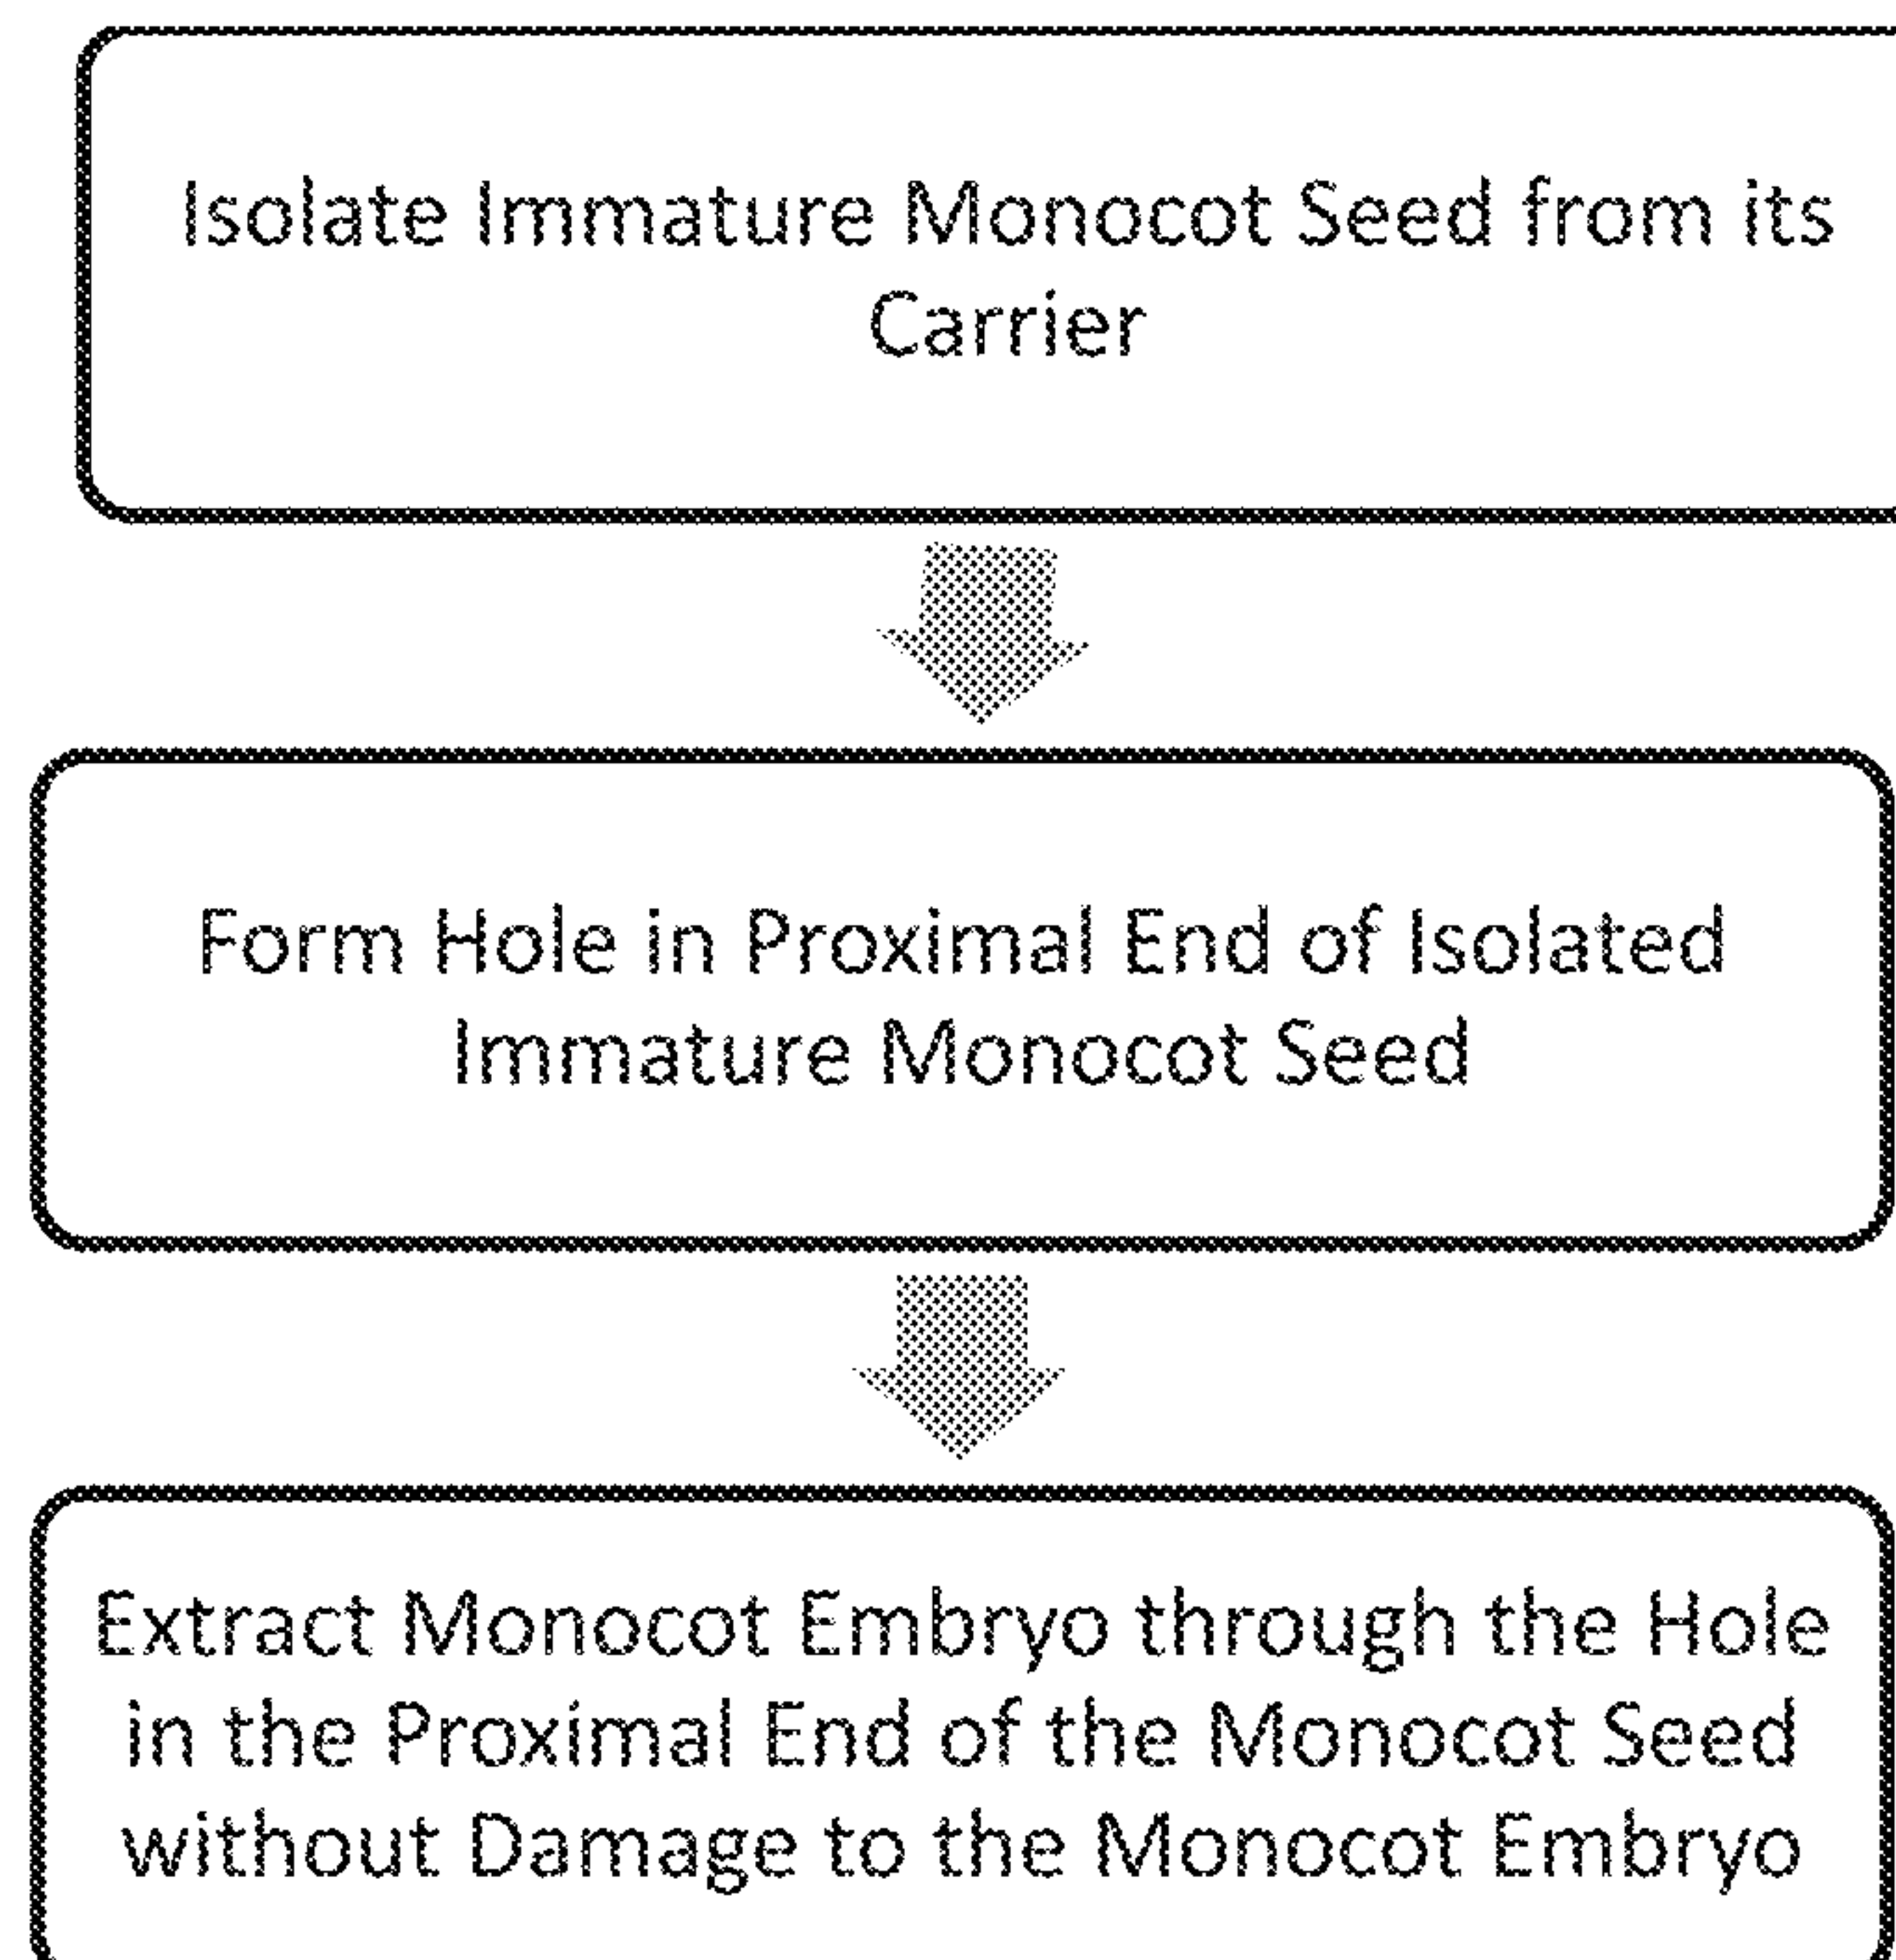 Isolate Immature Monocot Seed from its
Carrier
Form Hole in Proximal End of Isolated
Immature Monocot Seed
Extract Monocot Embryo through the Hole
in the Proximal End of the Monocot Seed
without Damage to the Monocot Embryo